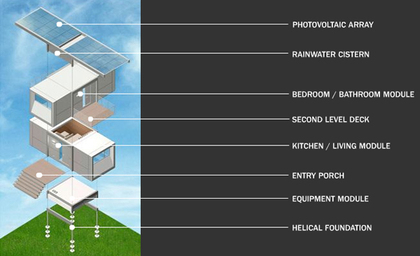 PHOTOVOLTAIC ARRAY
RAINWATER CISTERN
BEDROOM / BATHROOM MODULE
SECOND LEVEL DECK
KITCHEN / LIVING MODULE
ENTRY PORCH
EQUIPMENT MODULE
HELICAL FOUNDATION